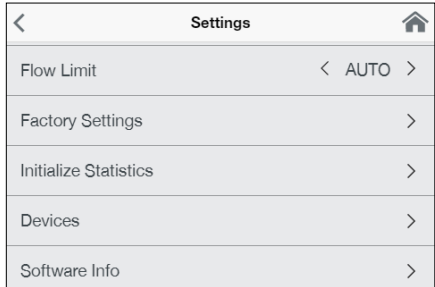 Settings
Flow Limit AUTO
Factory Settings
Initialize Statistics
Devices
Software Info